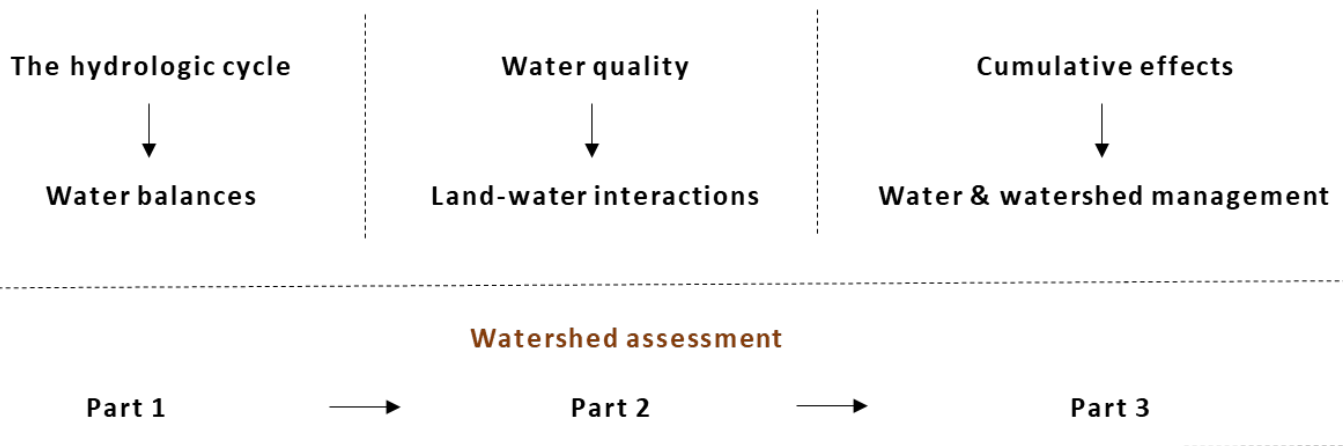 The hydrologic cycle
Water quality
Cumulative effects
Water balances
Land-water interactions
Water & watershed management
Watershed assessment
Part 1
Part 2
Part 3